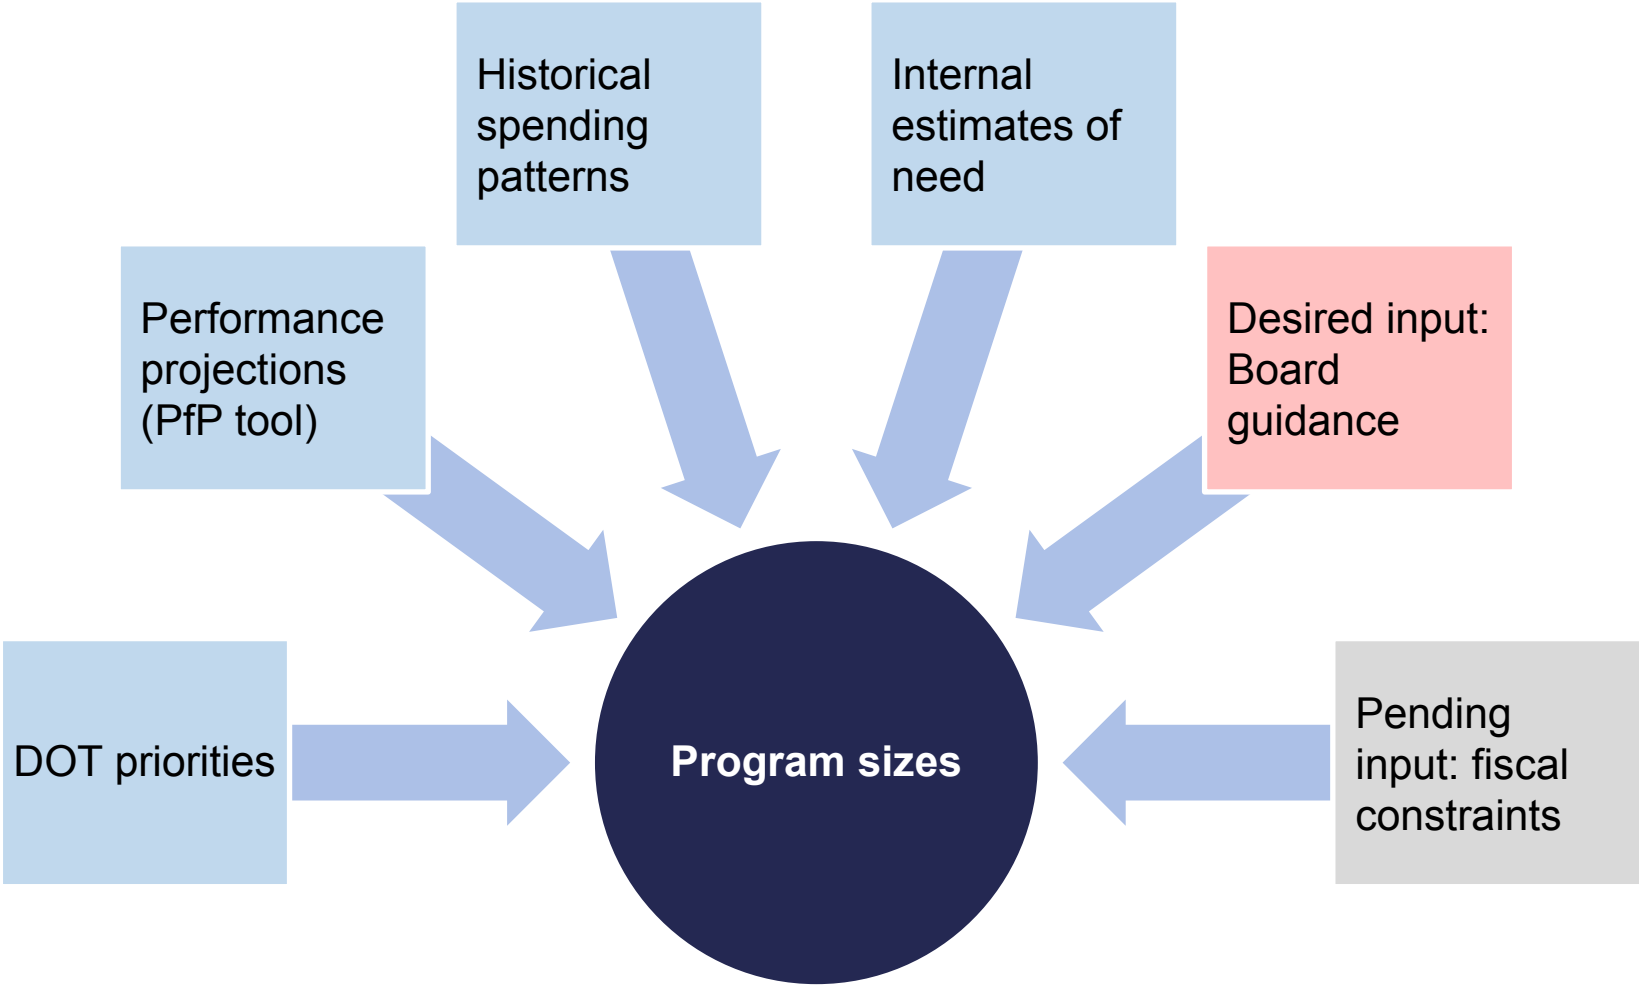 Historical
spending
patterns
Internal
estimates of
need
Performance
projections
(PfP tool)
Desired input:
Board
guidance
DOT priorities
Program sizes
Pending
input: fiscal
constraints